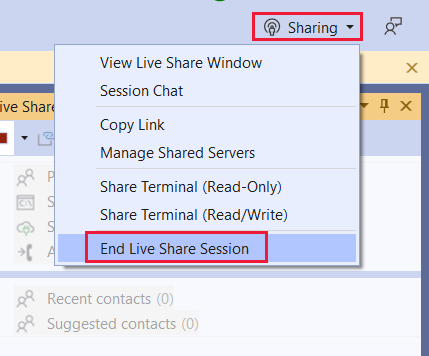 Sharing
View Live Share Window
Session Chat
ive Share
Copy Link
Manage Shared Servers
Share Terminal (Read-Only)
Share Terminal (Read/Write)
End Live Share Session
Recent contacts (0)
Suggested contacts (0)